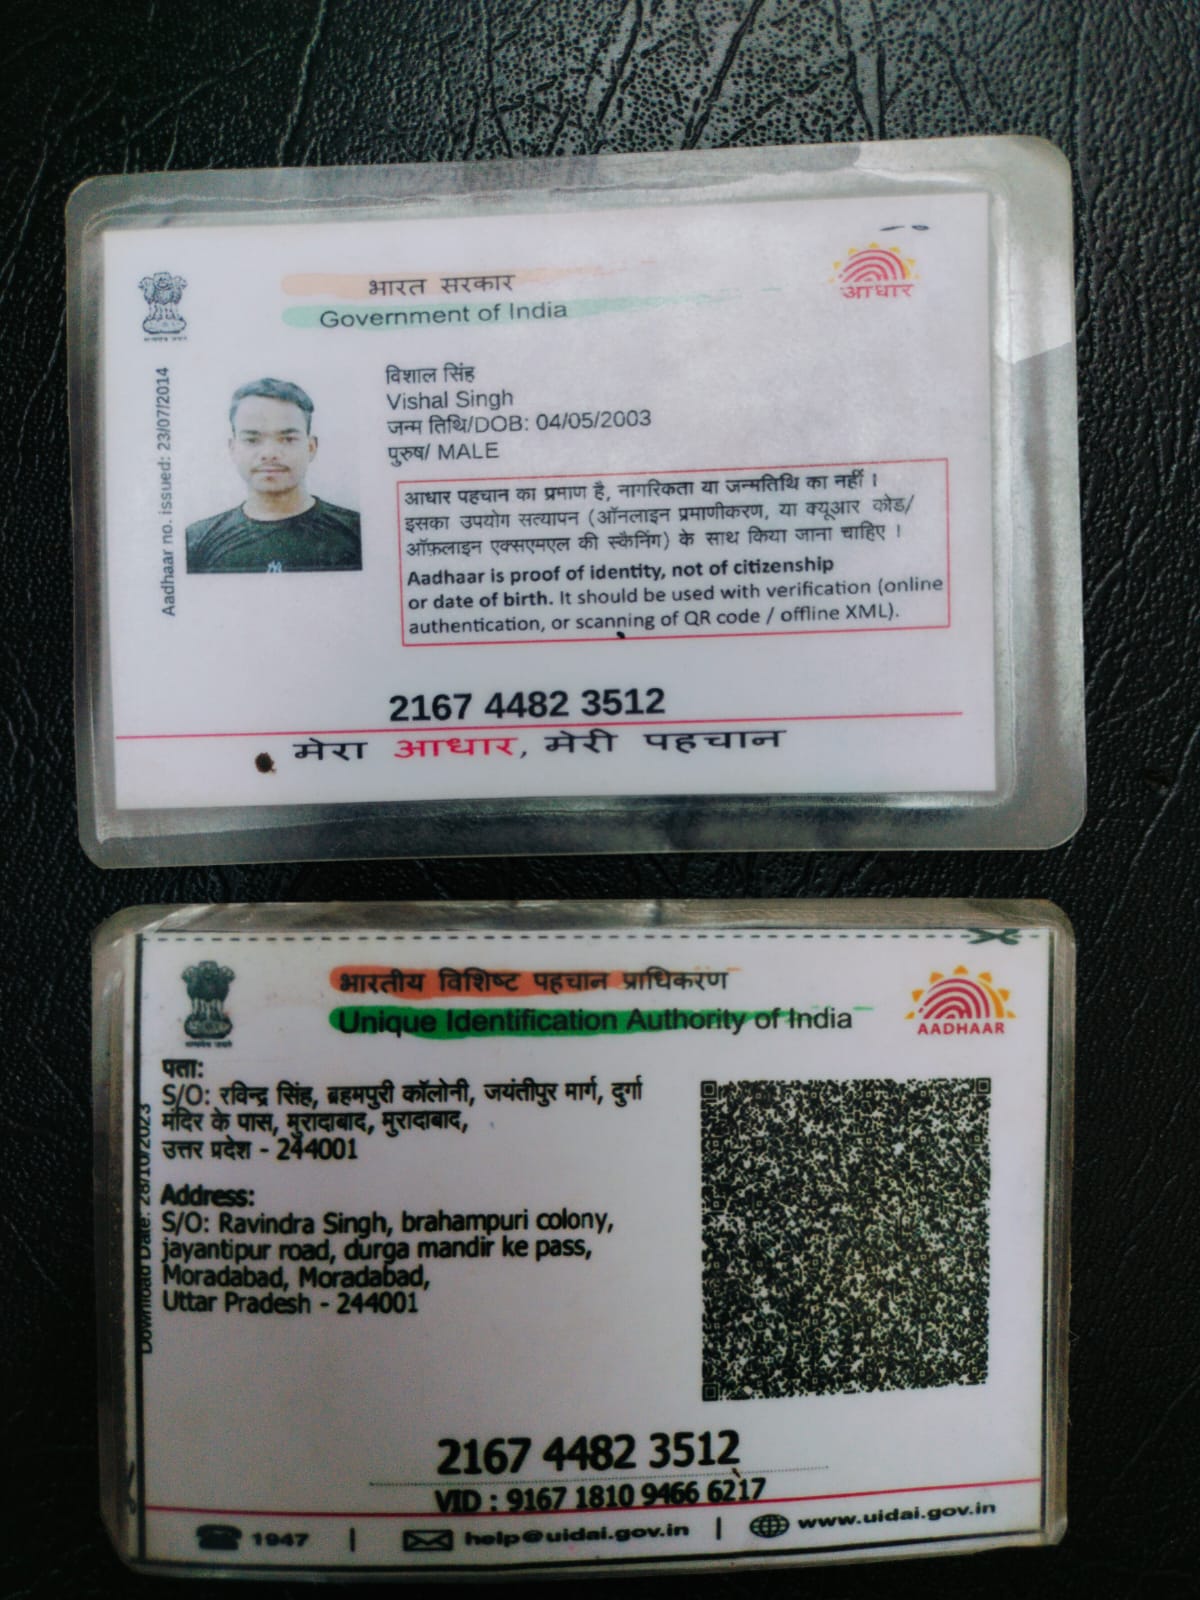 भारत सरकार
Government of India
आधार
Aadhaar no. issued: 23/07/2014
विशाल सिंह
Vishal Singh
जन्म तिथि/DOB: 04/05/2003
पुरुष/ MALE
आधार पहचान का प्रमाण है, नागरिकता या जन्मतिथि का नहीं ।
इसका उपयोग सत्यापन (ऑनलाइन प्रमाणीकरण, या क्यूआर कोड/
ऑफ़लाइन एक्सएमएल की स्कैनिंग) के साथ किया जाना चाहिए ।
Aadhaar is proof of identity, not of citizenship
or date of birth. It should be used with verification (online
authentication, or scanning of QR code / offline XML).
2167 4482 3512
मेरा आधार, मेरी पहचान
भारतीय विशिष्ट पहचान प्राधिकरण
Unique Identification Authority of India
AADHAAR
Download Date: 28/10/2023
पता:
S/O: रविन्द्र सिंह, ब्रहमपुरी कॉलोनी, जयंतीपुर मार्ग, दुर्गा
मंदिर के पास, मुरादाबाद, मुरादाबाद,
उत्तर प्रदेश - 244001
Address:
S/O: Ravindra Singh, brahampuri colony,
jayantipur road, durga mandir ke pass,
Moradabad, Moradabad,
Uttar Pradesh - 244001
2167 4482 3512
VID : 9167 1810 9466 6217
1947 | help@uidai.gov.in | www.uidai.gov.in